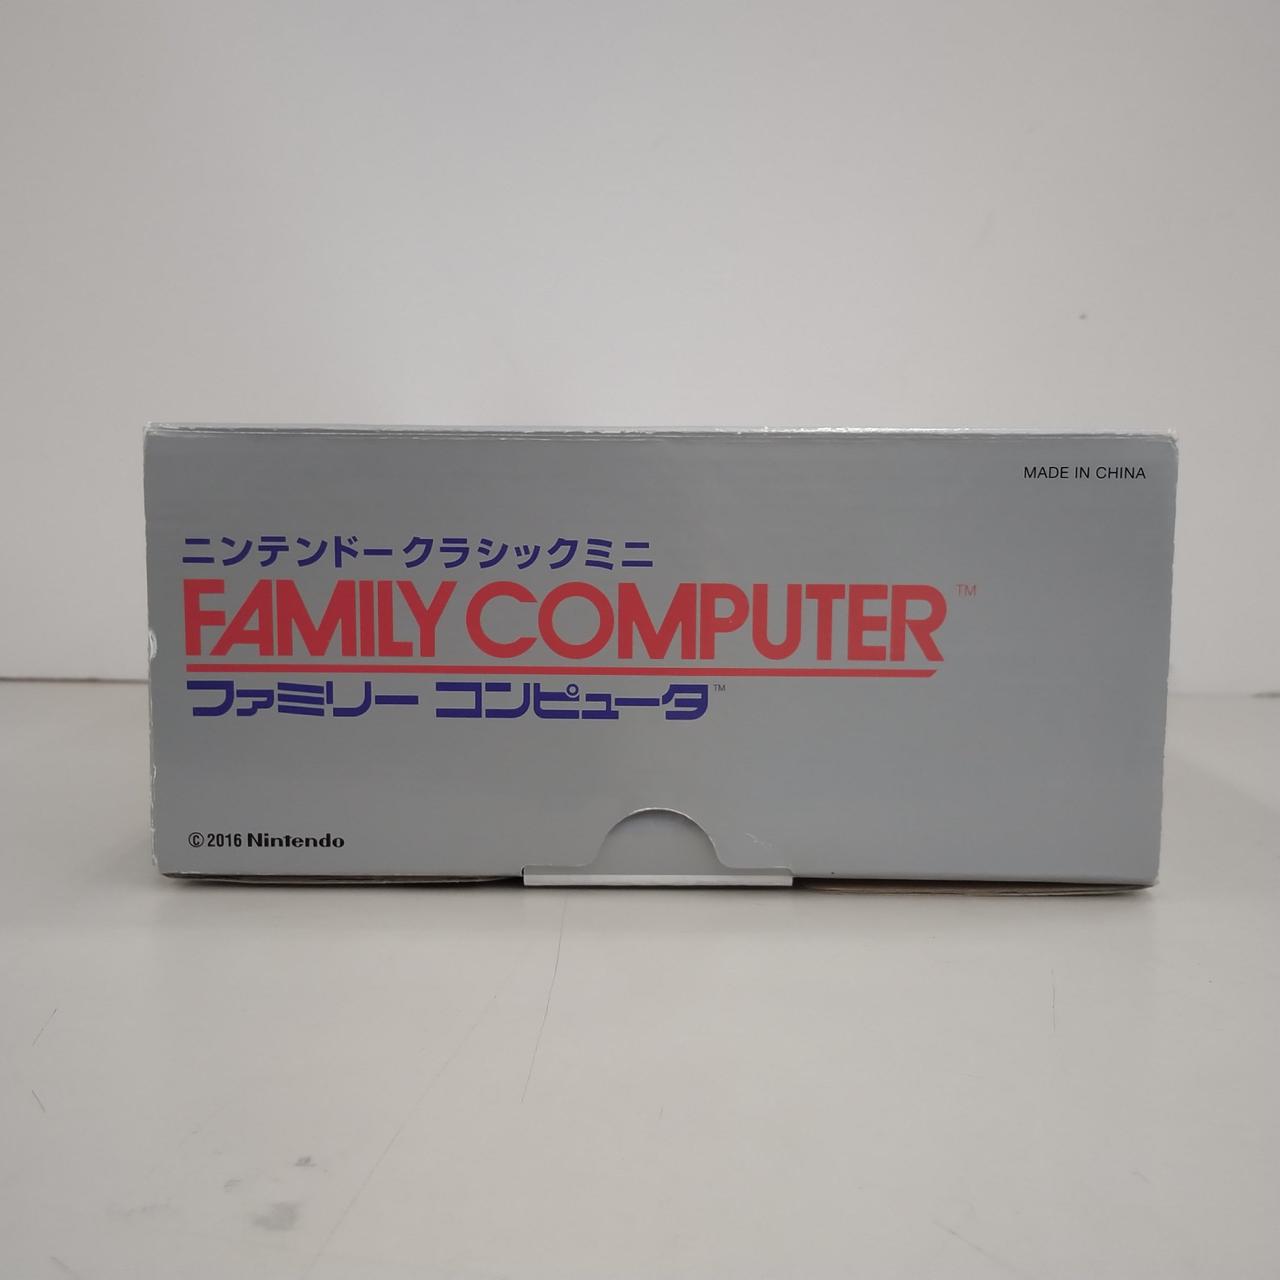 MADE IN CHINA
ニンテンドークラシックミニ
FAMILY COMPUTER™
ファミリー コンピュータ™
©2016 Nintendo